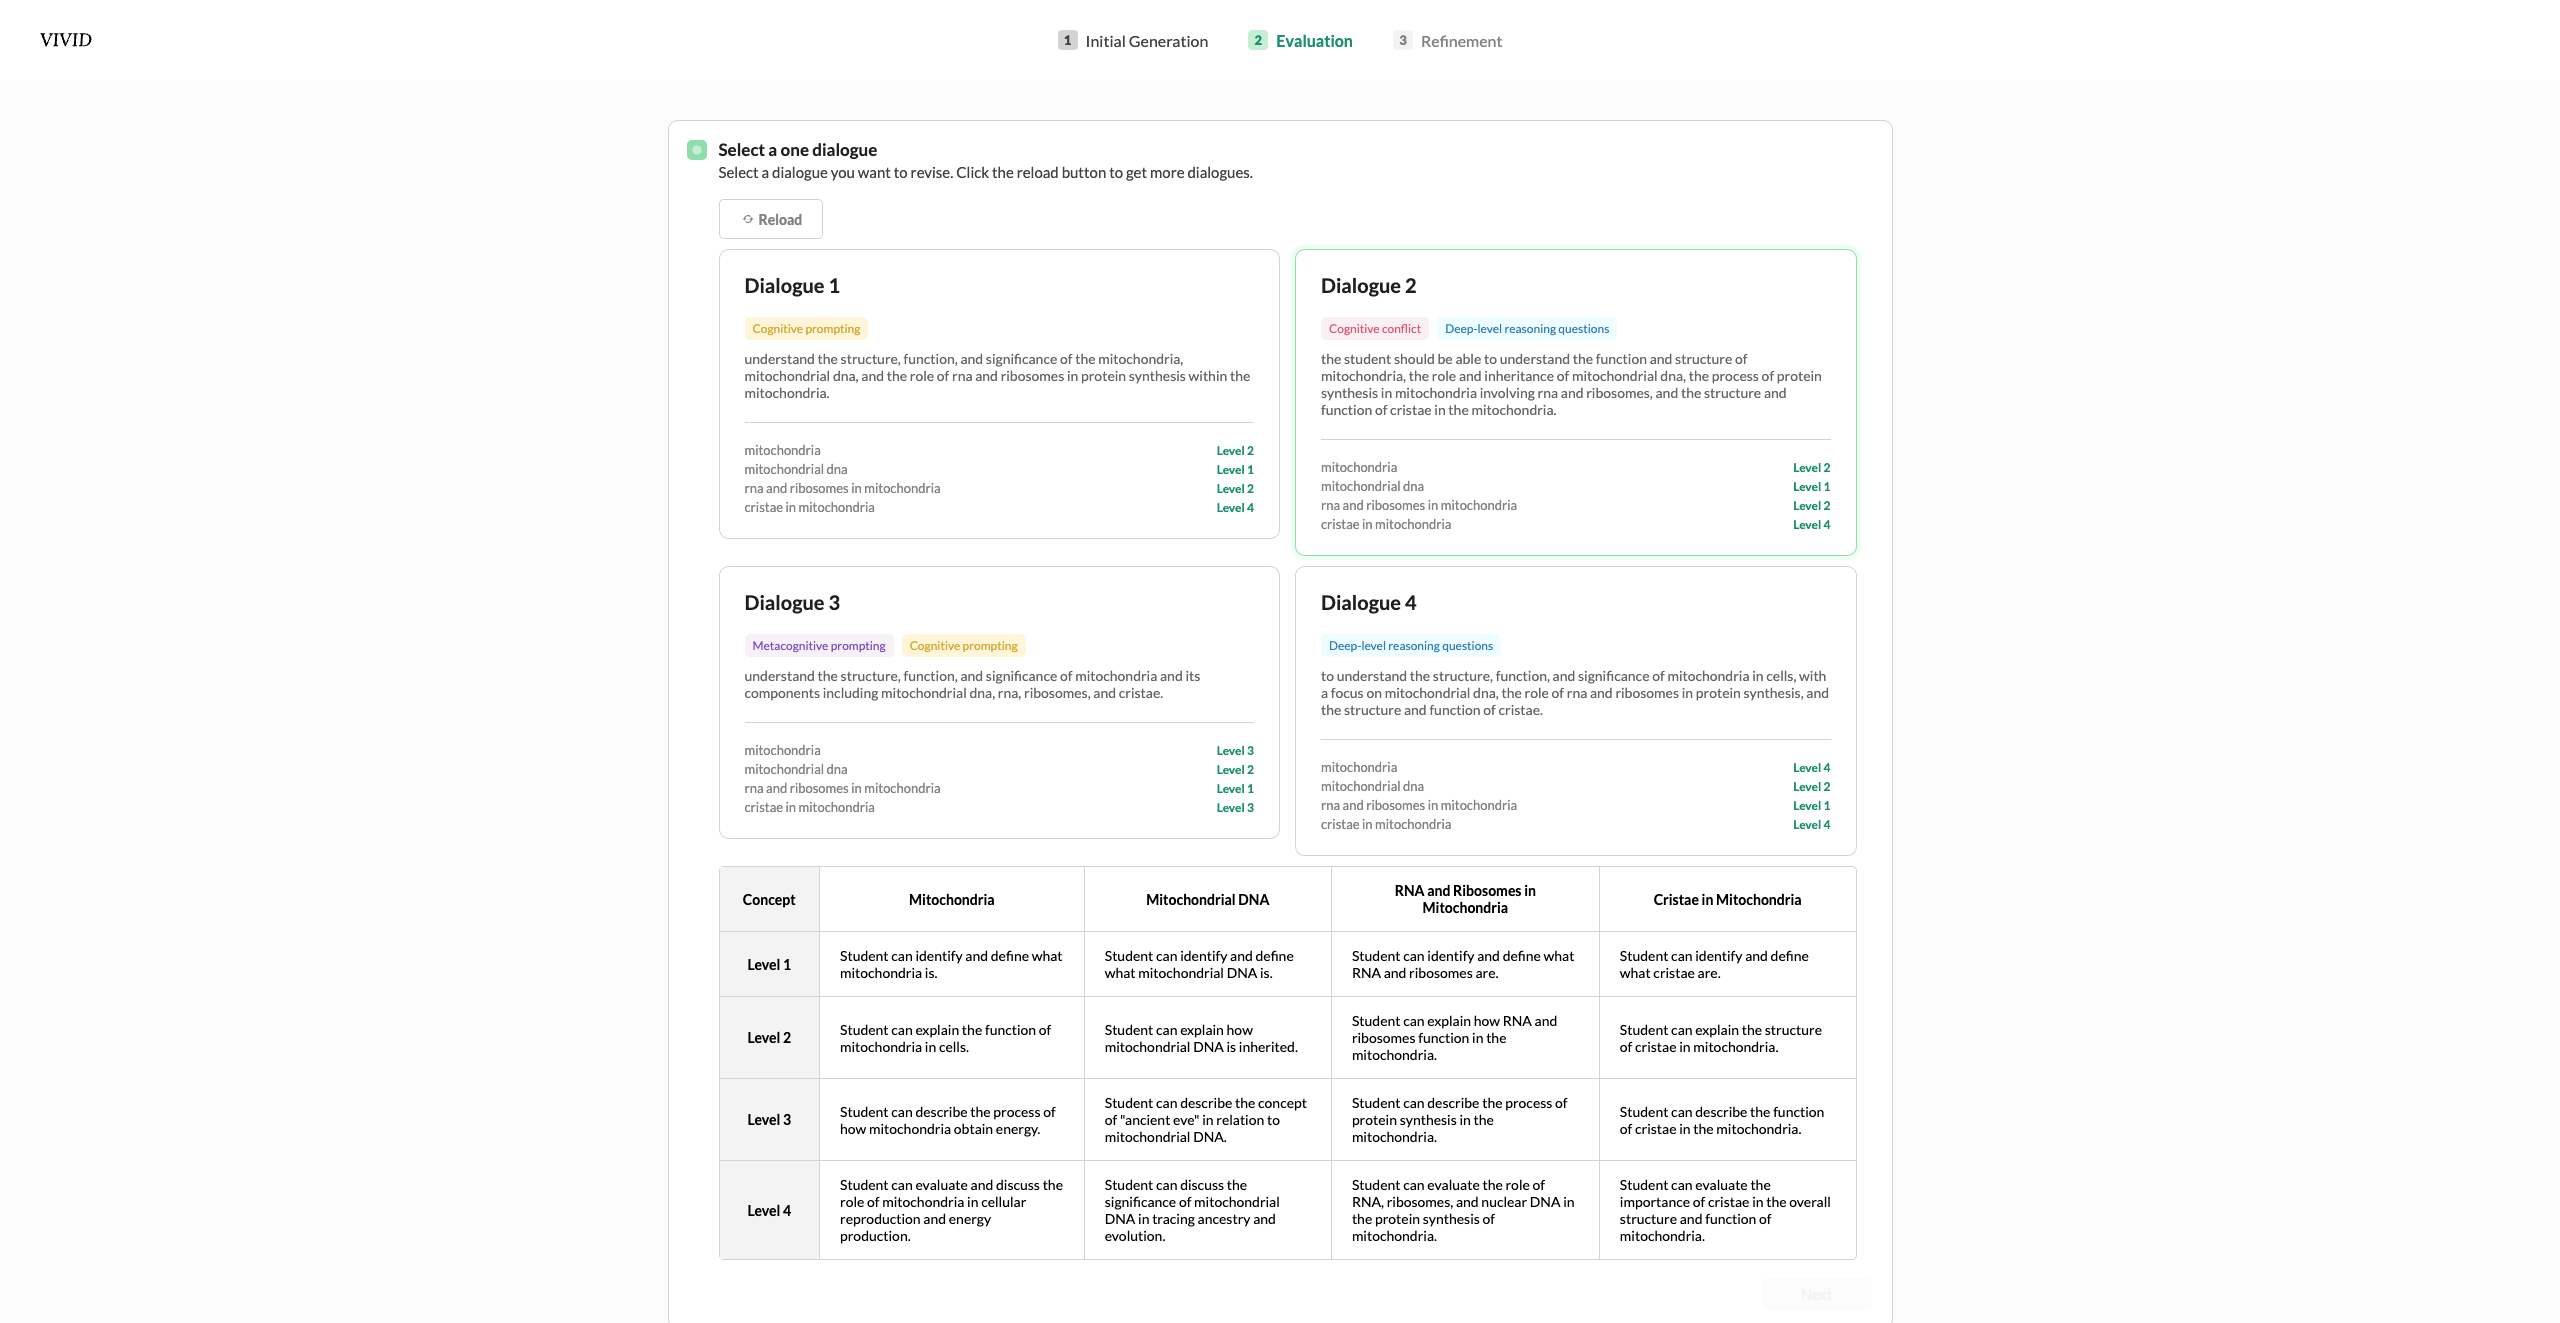 VIVID
1 Initial Generation
2 Evaluation
3 Refinement
Select a one dialogue
Select a dialogue you want to revise. Click the reload button to get more dialogues.
Reload
Dialogue 1
Cognitive prompting
understand the structure, function, and significance of the mitochondria,
mitochondrial dna, and the role of rna and ribosomes in protein synthesis within the
mitochondria.
mitochondria Level 2
mitochondrial dna Level 1
rna and ribosomes in mitochondria Level 2
cristae in mitochondria Level 4
Dialogue 2
Cognitive conflict Deep-level reasoning questions
the student should be able to understand the function and structure of
mitochondria, the role and inheritance of mitochondrial dna, the process of protein
synthesis in mitochondria involving rna and ribosomes, and the structure and
function of cristae in the mitochondria.
mitochondria Level 2
mitochondrial dna Level 1
rna and ribosomes in mitochondria Level 2
cristae in mitochondria Level 4
Dialogue 3
Metacognitive prompting Cognitive prompting
understand the structure, function, and significance of mitochondria and its
components including mitochondrial dna, rna, ribosomes, and cristae.
mitochondria Level 3
mitochondrial dna Level 2
rna and ribosomes in mitochondria Level 1
cristae in mitochondria Level 3
Dialogue 4
Deep-level reasoning questions
to understand the structure, function, and significance of mitochondria in cells, with
a focus on mitochondrial dna, the role of rna and ribosomes in protein synthesis, and
the structure and function of cristae.
mitochondria Level 4
mitochondrial dna Level 2
rna and ribosomes in mitochondria Level 1
cristae in mitochondria Level 4
Concept
Mitochondria
Mitochondrial DNA
RNA and Ribosomes in
Mitochondria
Cristae in Mitochondria
Level 1
Student can identify and define what
mitochondria is.
Student can identify and define
what mitochondrial DNA is.
Student can identify and define what
RNA and ribosomes are.
Student can identify and define
what cristae are.
Level 2
Student can explain the function of
mitochondria in cells.
Student can explain how
mitochondrial DNA is inherited.
Student can explain how RNA and
ribosomes function in the
mitochondria.
Student can explain the structure
of cristae in mitochondria.
Level 3
Student can describe the process of
how mitochondria obtain energy.
Student can describe the concept
of "ancient eve" in relation to
mitochondrial DNA.
Student can describe the process of
protein synthesis in the
mitochondria.
Student can describe the function
of cristae in the mitochondria.
Level 4
Student can evaluate and discuss the
role of mitochondria in cellular
reproduction and energy
production.
Student can discuss the
significance of mitochondrial
DNA in tracing ancestry and
evolution.
Student can evaluate the role of
RNA, ribosomes, and nuclear DNA in
the protein synthesis of
mitochondria.
Student can evaluate the
importance of cristae in the overall
structure and function of
mitochondria.
Next